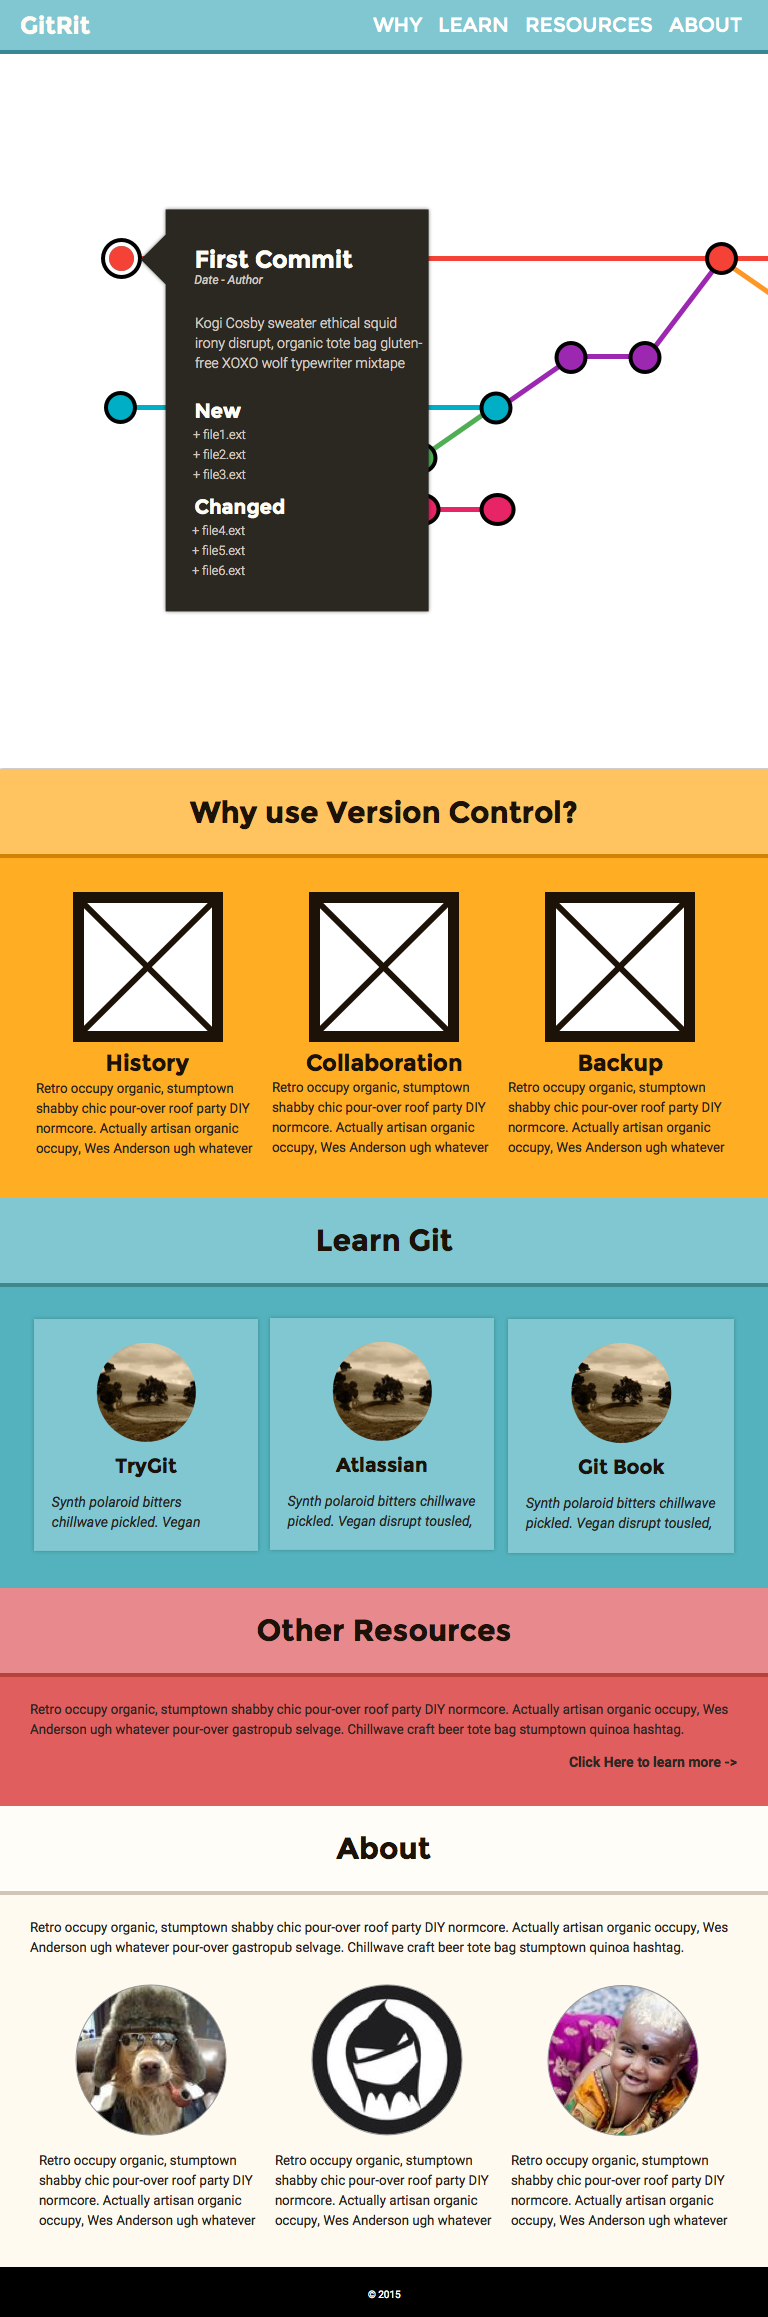 GitRit
WHY LEARN RESOURCES ABOUT
First Commit
Date - Author
Kogi Cosby sweater ethical squid
irony disrupt, organic tote bag gluten-
free XOXO wolf typewriter mixtape
New
+ file1.ext
+ file2.ext
+ file3.ext
Changed
+ file4.ext
+ file5.ext
+ file6.ext
Why use Version Control?
History
Retro occupy organic, stumptown
shabby chic pour-over roof party DIY
normcore. Actually artisan organic
occupy, Wes Anderson ugh whatever
Collaboration
Retro occupy organic, stumptown
shabby chic pour-over roof party DIY
normcore. Actually artisan organic
occupy, Wes Anderson ugh whatever
Backup
Retro occupy organic, stumptown
shabby chic pour-over roof party DIY
normcore. Actually artisan organic
occupy, Wes Anderson ugh whatever
Learn Git
TryGit
Synth polaroid bitters
chillwave pickled. Vegan
Atlassian
Synth polaroid bitters chillwave
pickled. Vegan disrupt tousled,
Git Book
Synth polaroid bitters chillwave
pickled. Vegan disrupt tousled,
Other Resources
Retro occupy organic, stumptown shabby chic pour-over roof party DIY normcore. Actually artisan organic occupy, Wes
Anderson ugh whatever pour-over gastropub selvage. Chillwave craft beer tote bag stumptown quinoa hashtag.
Click Here to learn more ->
About
Retro occupy organic, stumptown shabby chic pour-over roof party DIY normcore. Actually artisan organic occupy, Wes
Anderson ugh whatever pour-over gastropub selvage. Chillwave craft beer tote bag stumptown quinoa hashtag.
Retro occupy organic, stumptown
shabby chic pour-over roof party DIY
normcore. Actually artisan organic
occupy, Wes Anderson ugh whatever
Retro occupy organic, stumptown
shabby chic pour-over roof party DIY
normcore. Actually artisan organic
occupy, Wes Anderson ugh whatever
Retro occupy organic, stumptown
shabby chic pour-over roof party DIY
normcore. Actually artisan organic
occupy, Wes Anderson ugh whatever
© 2015